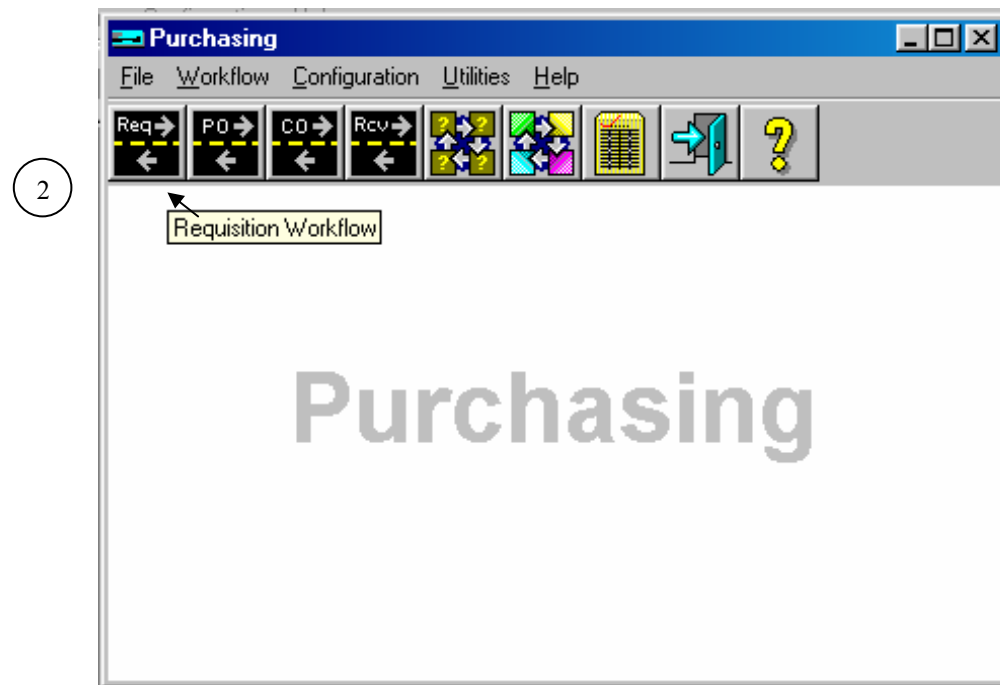 Purchasing
File Workflow Configuration Utilities Help
Req PO CO Rcv
2
Requisition Workflow
Purchasing